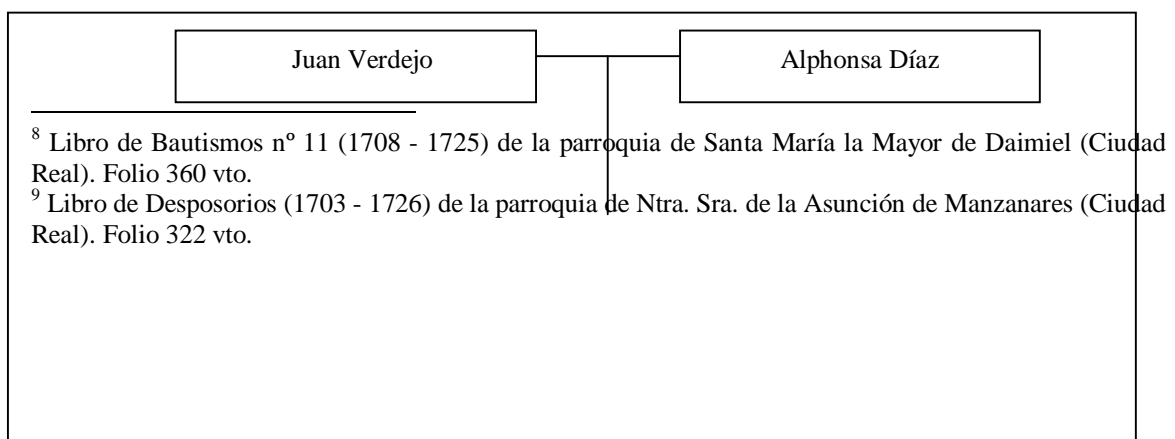 Juan Verdejo
Alphonsa Díaz
8 Libro de Bautismos nº 11 (1708 - 1725) de la parroquia de Santa María la Mayor de Daimiel (Ciudad
Real). Folio 360 vto.
9 Libro de Desposorios (1703 - 1726) de la parroquia de Ntra. Sra. de la Asunción de Manzanares (Ciudad
Real). Folio 322 vto.